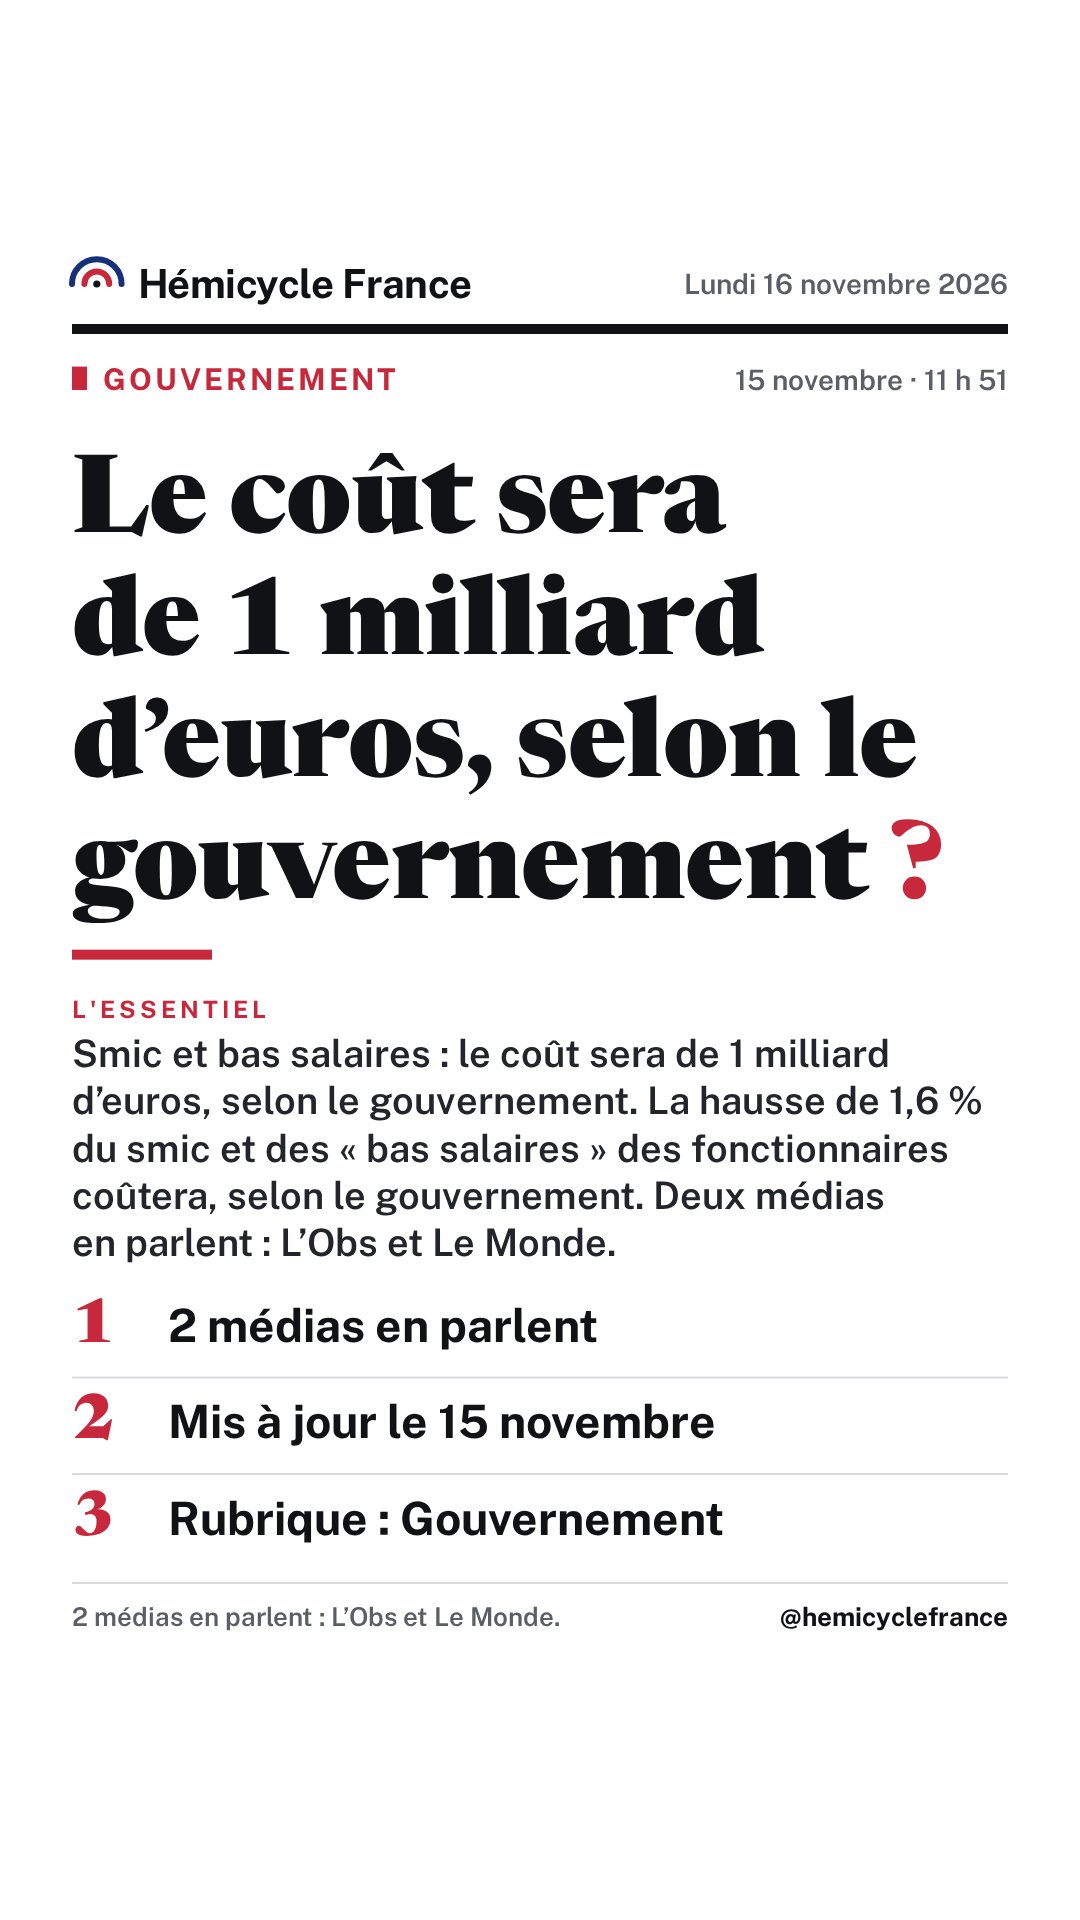 Hémicycle France
Lundi 16 novembre 2026
GOUVERNEMENT
15 novembre · 11 h 51
Le coût sera
de 1 milliard
d’euros, selon le
gouvernement ?
L'ESSENTIEL
Smic et bas salaires : le coût sera de 1 milliard
d’euros, selon le gouvernement. La hausse de 1,6 %
du smic et des « bas salaires » des fonctionnaires
coûtera, selon le gouvernement. Deux médias
en parlent : L’Obs et Le Monde.
1 2 médias en parlent
2 Mis à jour le 15 novembre
3 Rubrique : Gouvernement
2 médias en parlent : L’Obs et Le Monde.
@hemicyclefrance